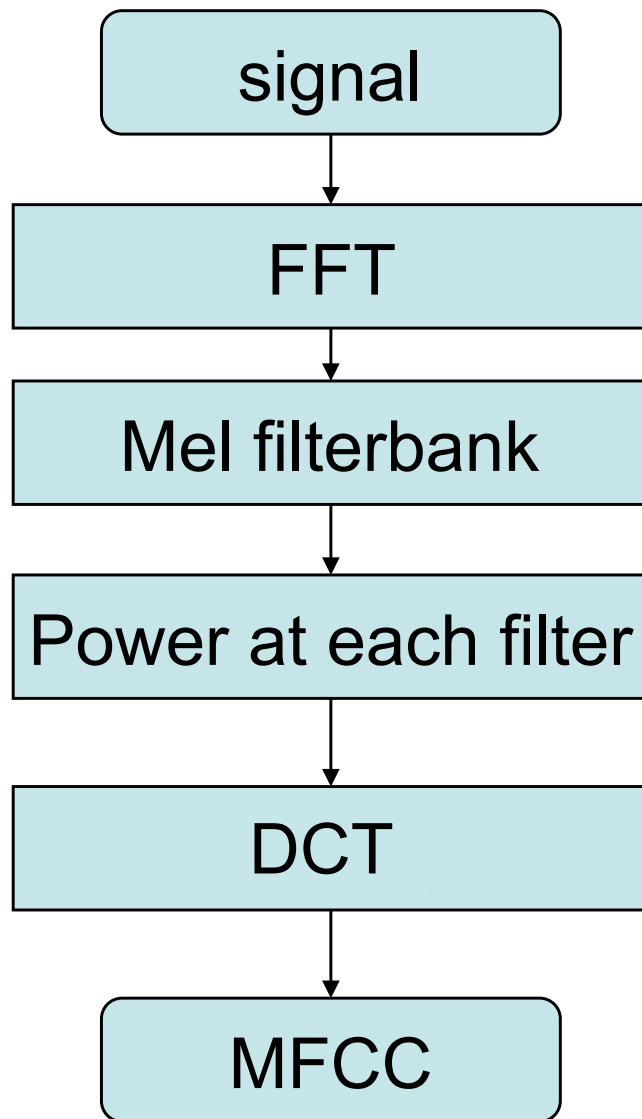 signal
FFT
Mel filterbank
Power at each filter
DCT
MFCC